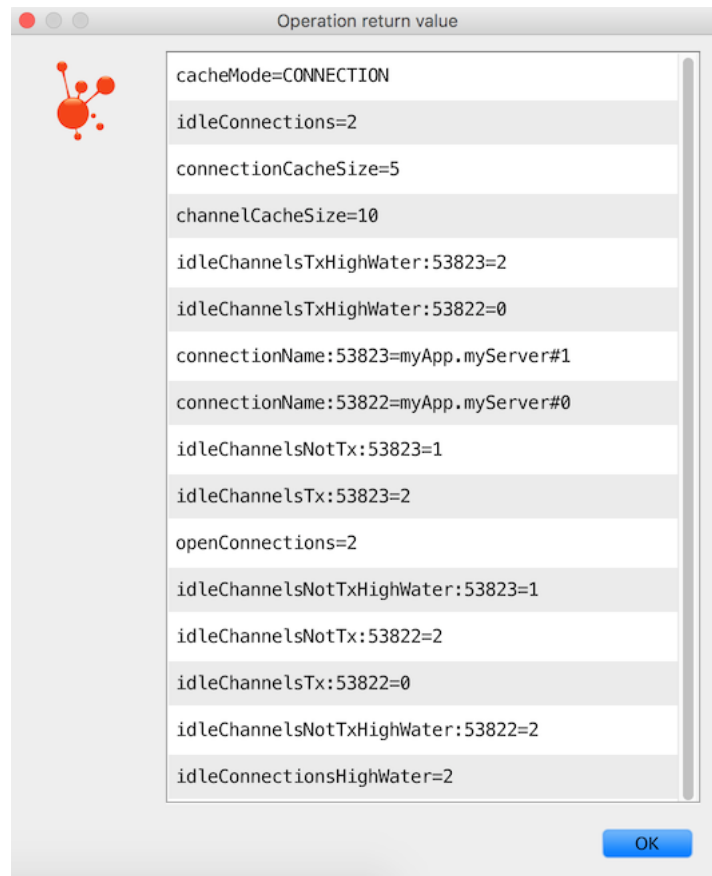 Operation return value
cacheMode=CONNECTION
idleConnections=2
connectionCacheSize=5
channelCacheSize=10
idleChannelsTxHighWater:53823=2
idleChannelsTxHighWater:53822=0
connectionName:53823=myApp.myServer#1
connectionName:53822=myApp.myServer#0
idleChannelsNotTx:53823=1
idleChannelsTx:53823=2
openConnections=2
idleChannelsNotTxHighWater:53823=1
idleChannelsNotTx:53822=2
idleChannelsTx:53822=0
idleChannelsNotTxHighWater:53822=2
idleConnectionsHighWater=2
OK